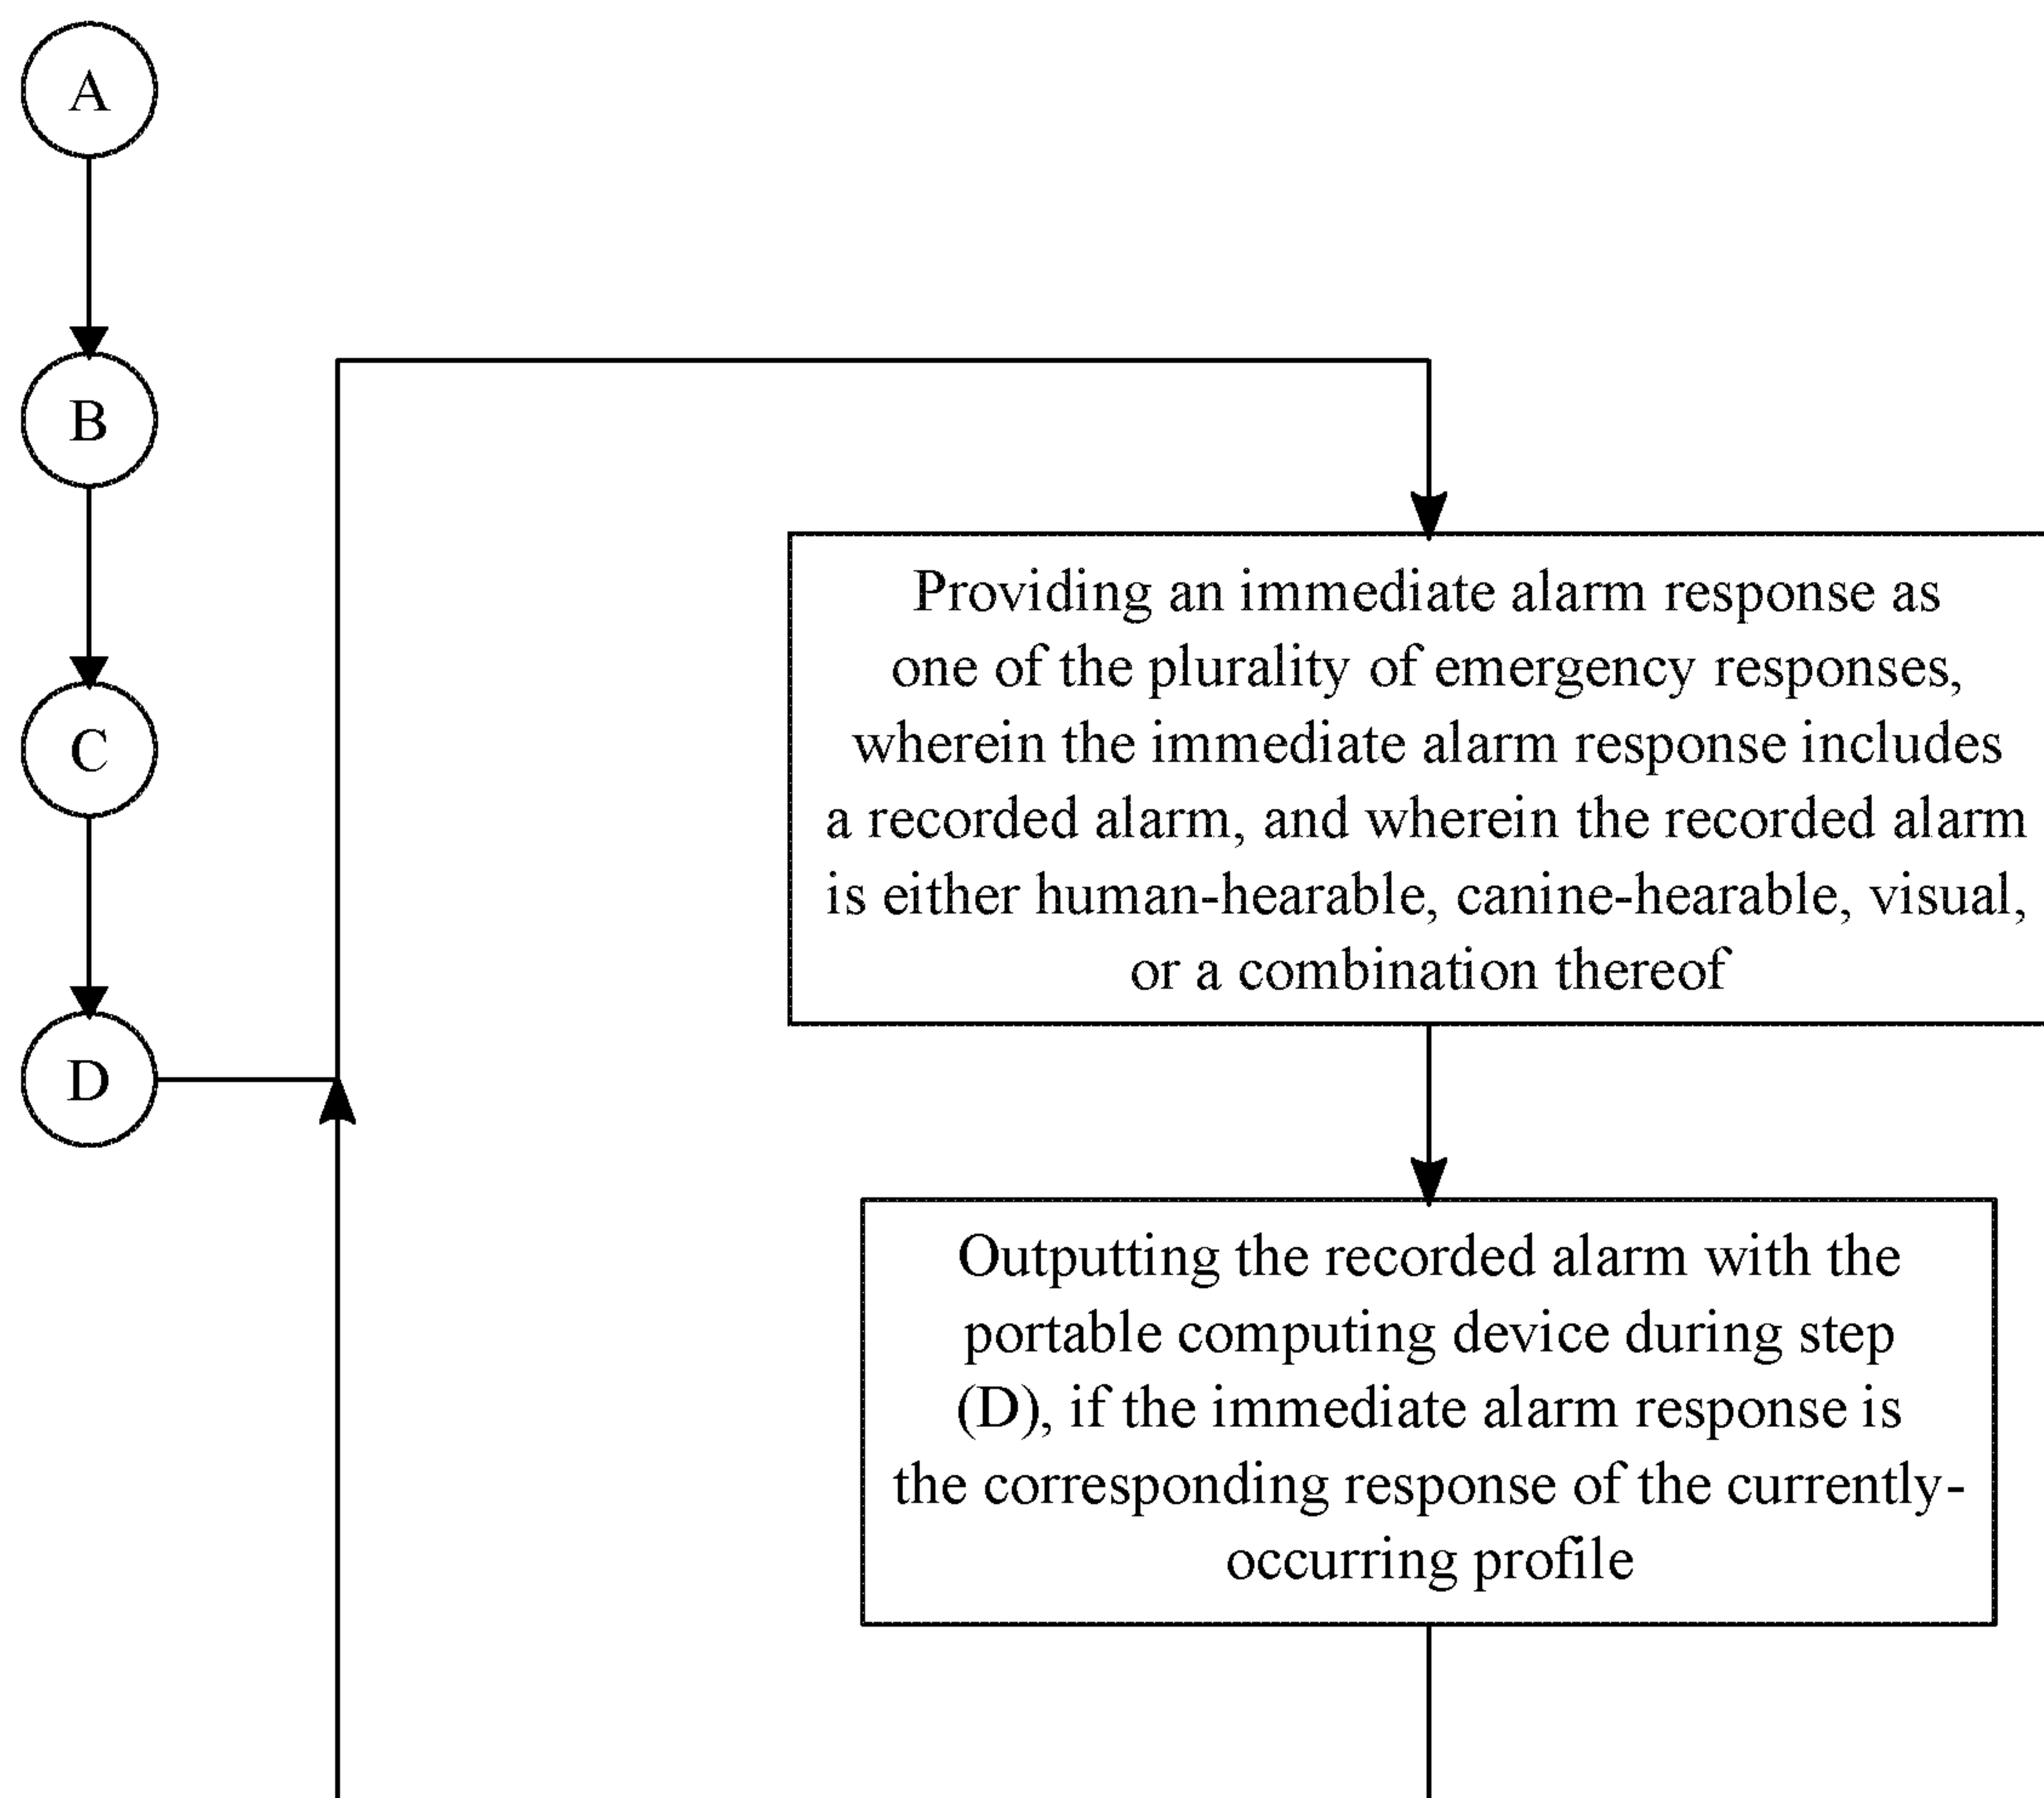 A
B
C
D
Providing an immediate alarm response as
one of the plurality of emergency responses,
wherein the immediate alarm response includes
a recorded alarm, and wherein the recorded alarm
is either human-hearable, canine-hearable, visual,
or a combination thereof
Outputting the recorded alarm with the
portable computing device during step
(D), if the immediate alarm response is
the corresponding response of the currently-
occurring profile